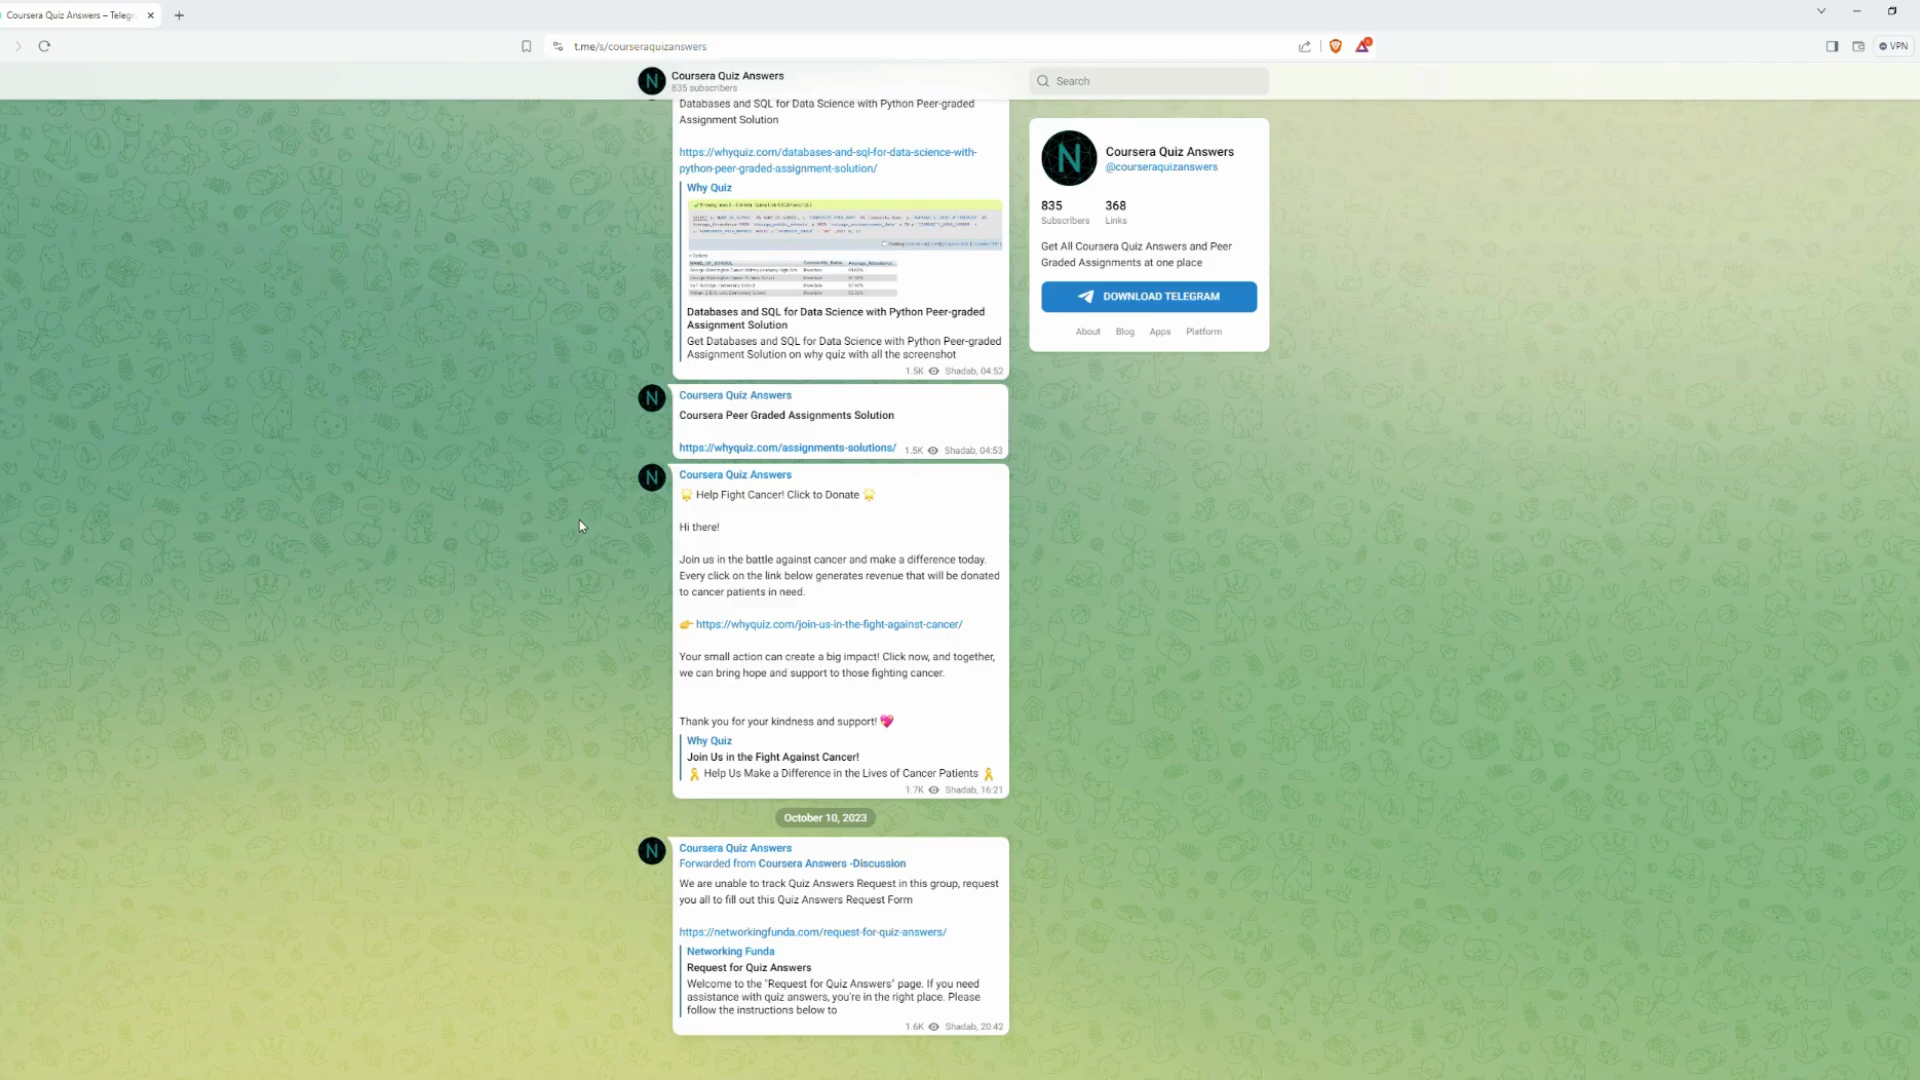 Coursera Quiz Answers – Teleg
t.me/s/courseraquizanswers
VPN
N
Coursera Quiz Answers
835 subscribers
Search
Databases and SQL for Data Science with Python Peer-graded
Assignment Solution
https://whyquiz.com/databases-and-sql-for-data-science-with-
python-peer-graded-assignment-solution/
Why Quiz
Databases and SQL for Data Science with Python Peer-graded
Assignment Solution
Get Databases and SQL for Data Science with Python Peer-graded
Assignment Solution on why quiz with all the screenshot
1.5K Shadab, 04:52
N
Coursera Quiz Answers
Coursera Peer Graded Assignments Solution
https://whyquiz.com/assignments-solutions/ 1.5K Shadab, 04:53
N
Coursera Quiz Answers
🌟 Help Fight Cancer! Click to Donate 🌟
Hi there!
Join us in the battle against cancer and make a difference today.
Every click on the link below generates revenue that will be donated
to cancer patients in need.
👉 https://whyquiz.com/join-us-in-the-fight-against-cancer/
Your small action can create a big impact! Click now, and together,
we can bring hope and support to those fighting cancer.
Thank you for your kindness and support! 💖
Why Quiz
Join Us in the Fight Against Cancer!
🎗 Help Us Make a Difference in the Lives of Cancer Patients 🎗
1.7K Shadab, 16:21
October 10, 2023
N
Coursera Quiz Answers
Forwarded from Coursera Answers -Discussion
We are unable to track Quiz Answers Request in this group, request
you all to fill out this Quiz Answers Request Form
https://networkingfunda.com/request-for-quiz-answers/
Networking Funda
Request for Quiz Answers
Welcome to the "Request for Quiz Answers" page. If you need
assistance with quiz answers, you're in the right place. Please
follow the instructions below to
1.6K Shadab, 20:42
N
Coursera Quiz Answers
@courseraquizanswers
835 368
Subscribers Links
Get All Coursera Quiz Answers and Peer
Graded Assignments at one place
DOWNLOAD TELEGRAM
About Blog Apps Platform